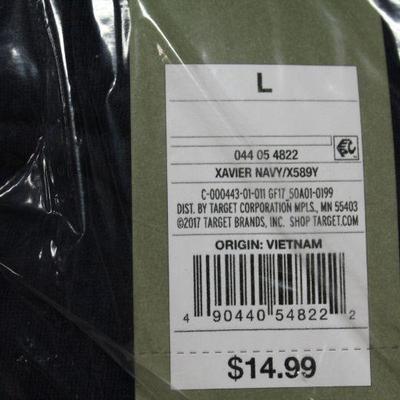 L
044 05 4822
XAVIER NAVY/X589Y
C-000443-01-011 GF17_50A01-0199
DIST. BY TARGET CORPORATION MPLS., MN 55403
©2017 TARGET BRANDS, INC. SHOP TARGET.COM
ORIGIN: VIETNAM
4 90440 54822 2
$14.99